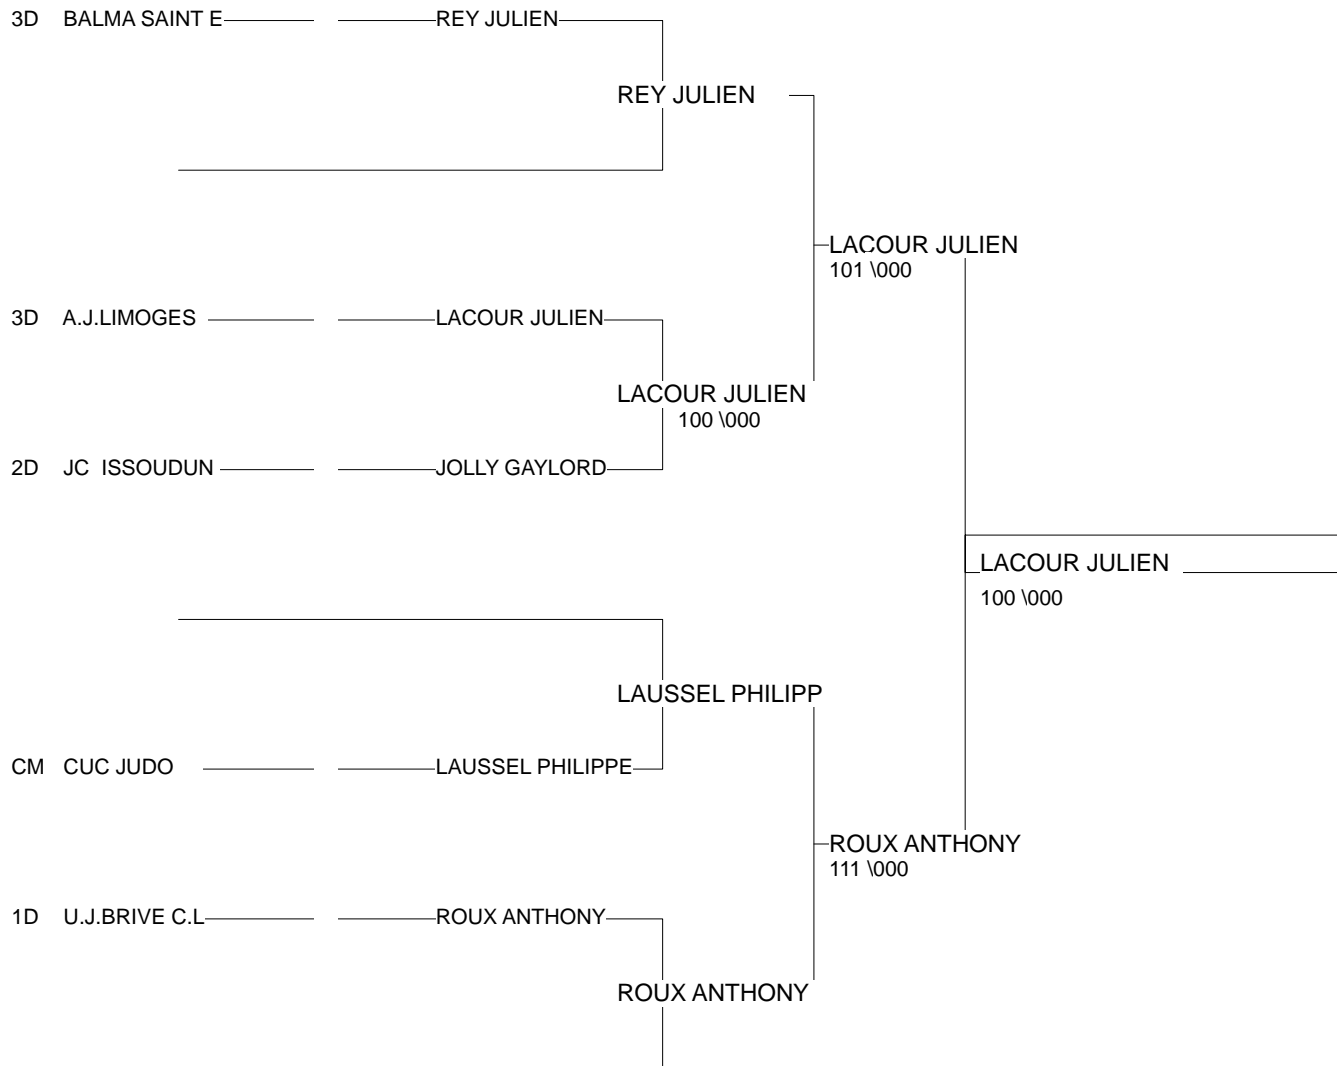 3D BALMA SAINT E REY JULIEN
REY JULIEN
LACOUR JULIEN
101 \000
3D A.J.LIMOGES LACOUR JULIEN
LACOUR JULIEN
100 \000
2D JC ISSOUDUN JOLLY GAYLORD
LACOUR JULIEN
100 \000
LAUSSEL PHILIPP
CM CUC JUDO LAUSSEL PHILIPPE
ROUX ANTHONY
111 \000
1D U.J.BRIVE C.L ROUX ANTHONY
ROUX ANTHONY